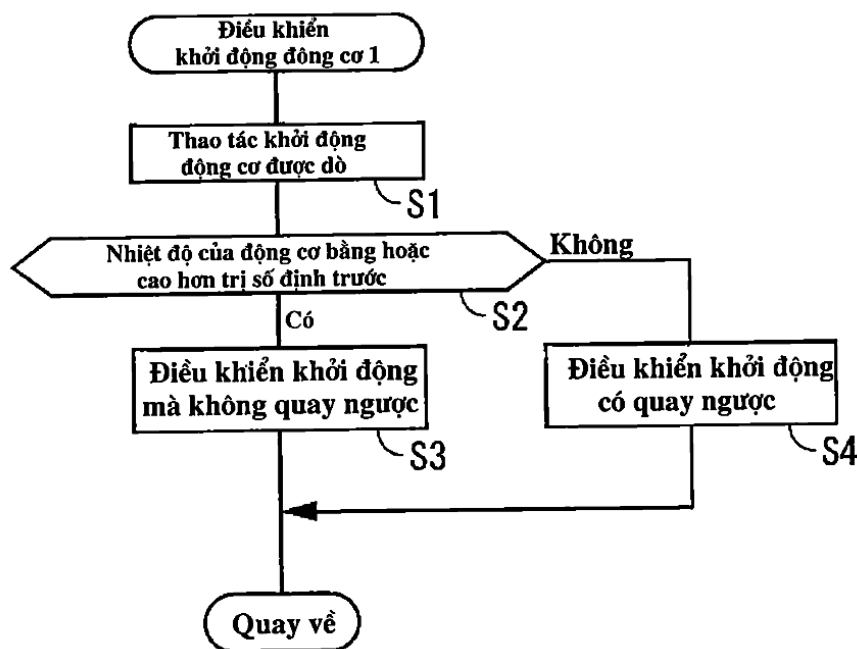 Điều khiển
khởi động đông cơ 1
Thao tác khởi động
động cơ được dò
S1
Nhiệt độ của động cơ bằng hoặc
cao hơn trị số định trước
Không
S2
Có
Điều khiển khởi động
mà không quay ngược
S3
Điều khiển khởi động
có quay ngược
S4
Quay về